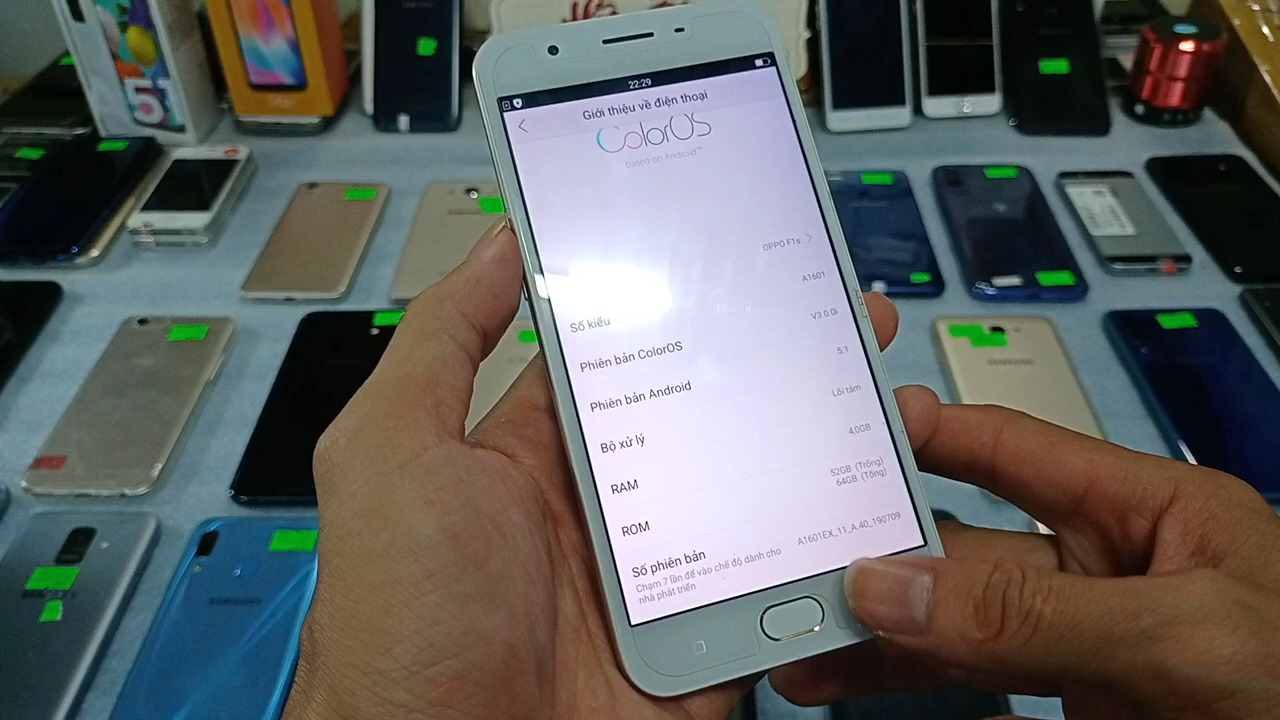 22:29
Giới thiệu về điện thoại
ColorOS
based on Android™
OPPO F1s
Số kiểu A1601
Phiên bản ColorOS V3.0.0i
Phiên bản Android 5.1
Bộ xử lý Lõi tám
RAM 4,0GB
ROM 52GB (Trống)
64GB (Tổng)
Số phiên bản A1601EX_11_A.40_190709
Chạm 7 lần để vào chế độ dành cho
nhà phát triển
SAMSUNG
SAMSUNG